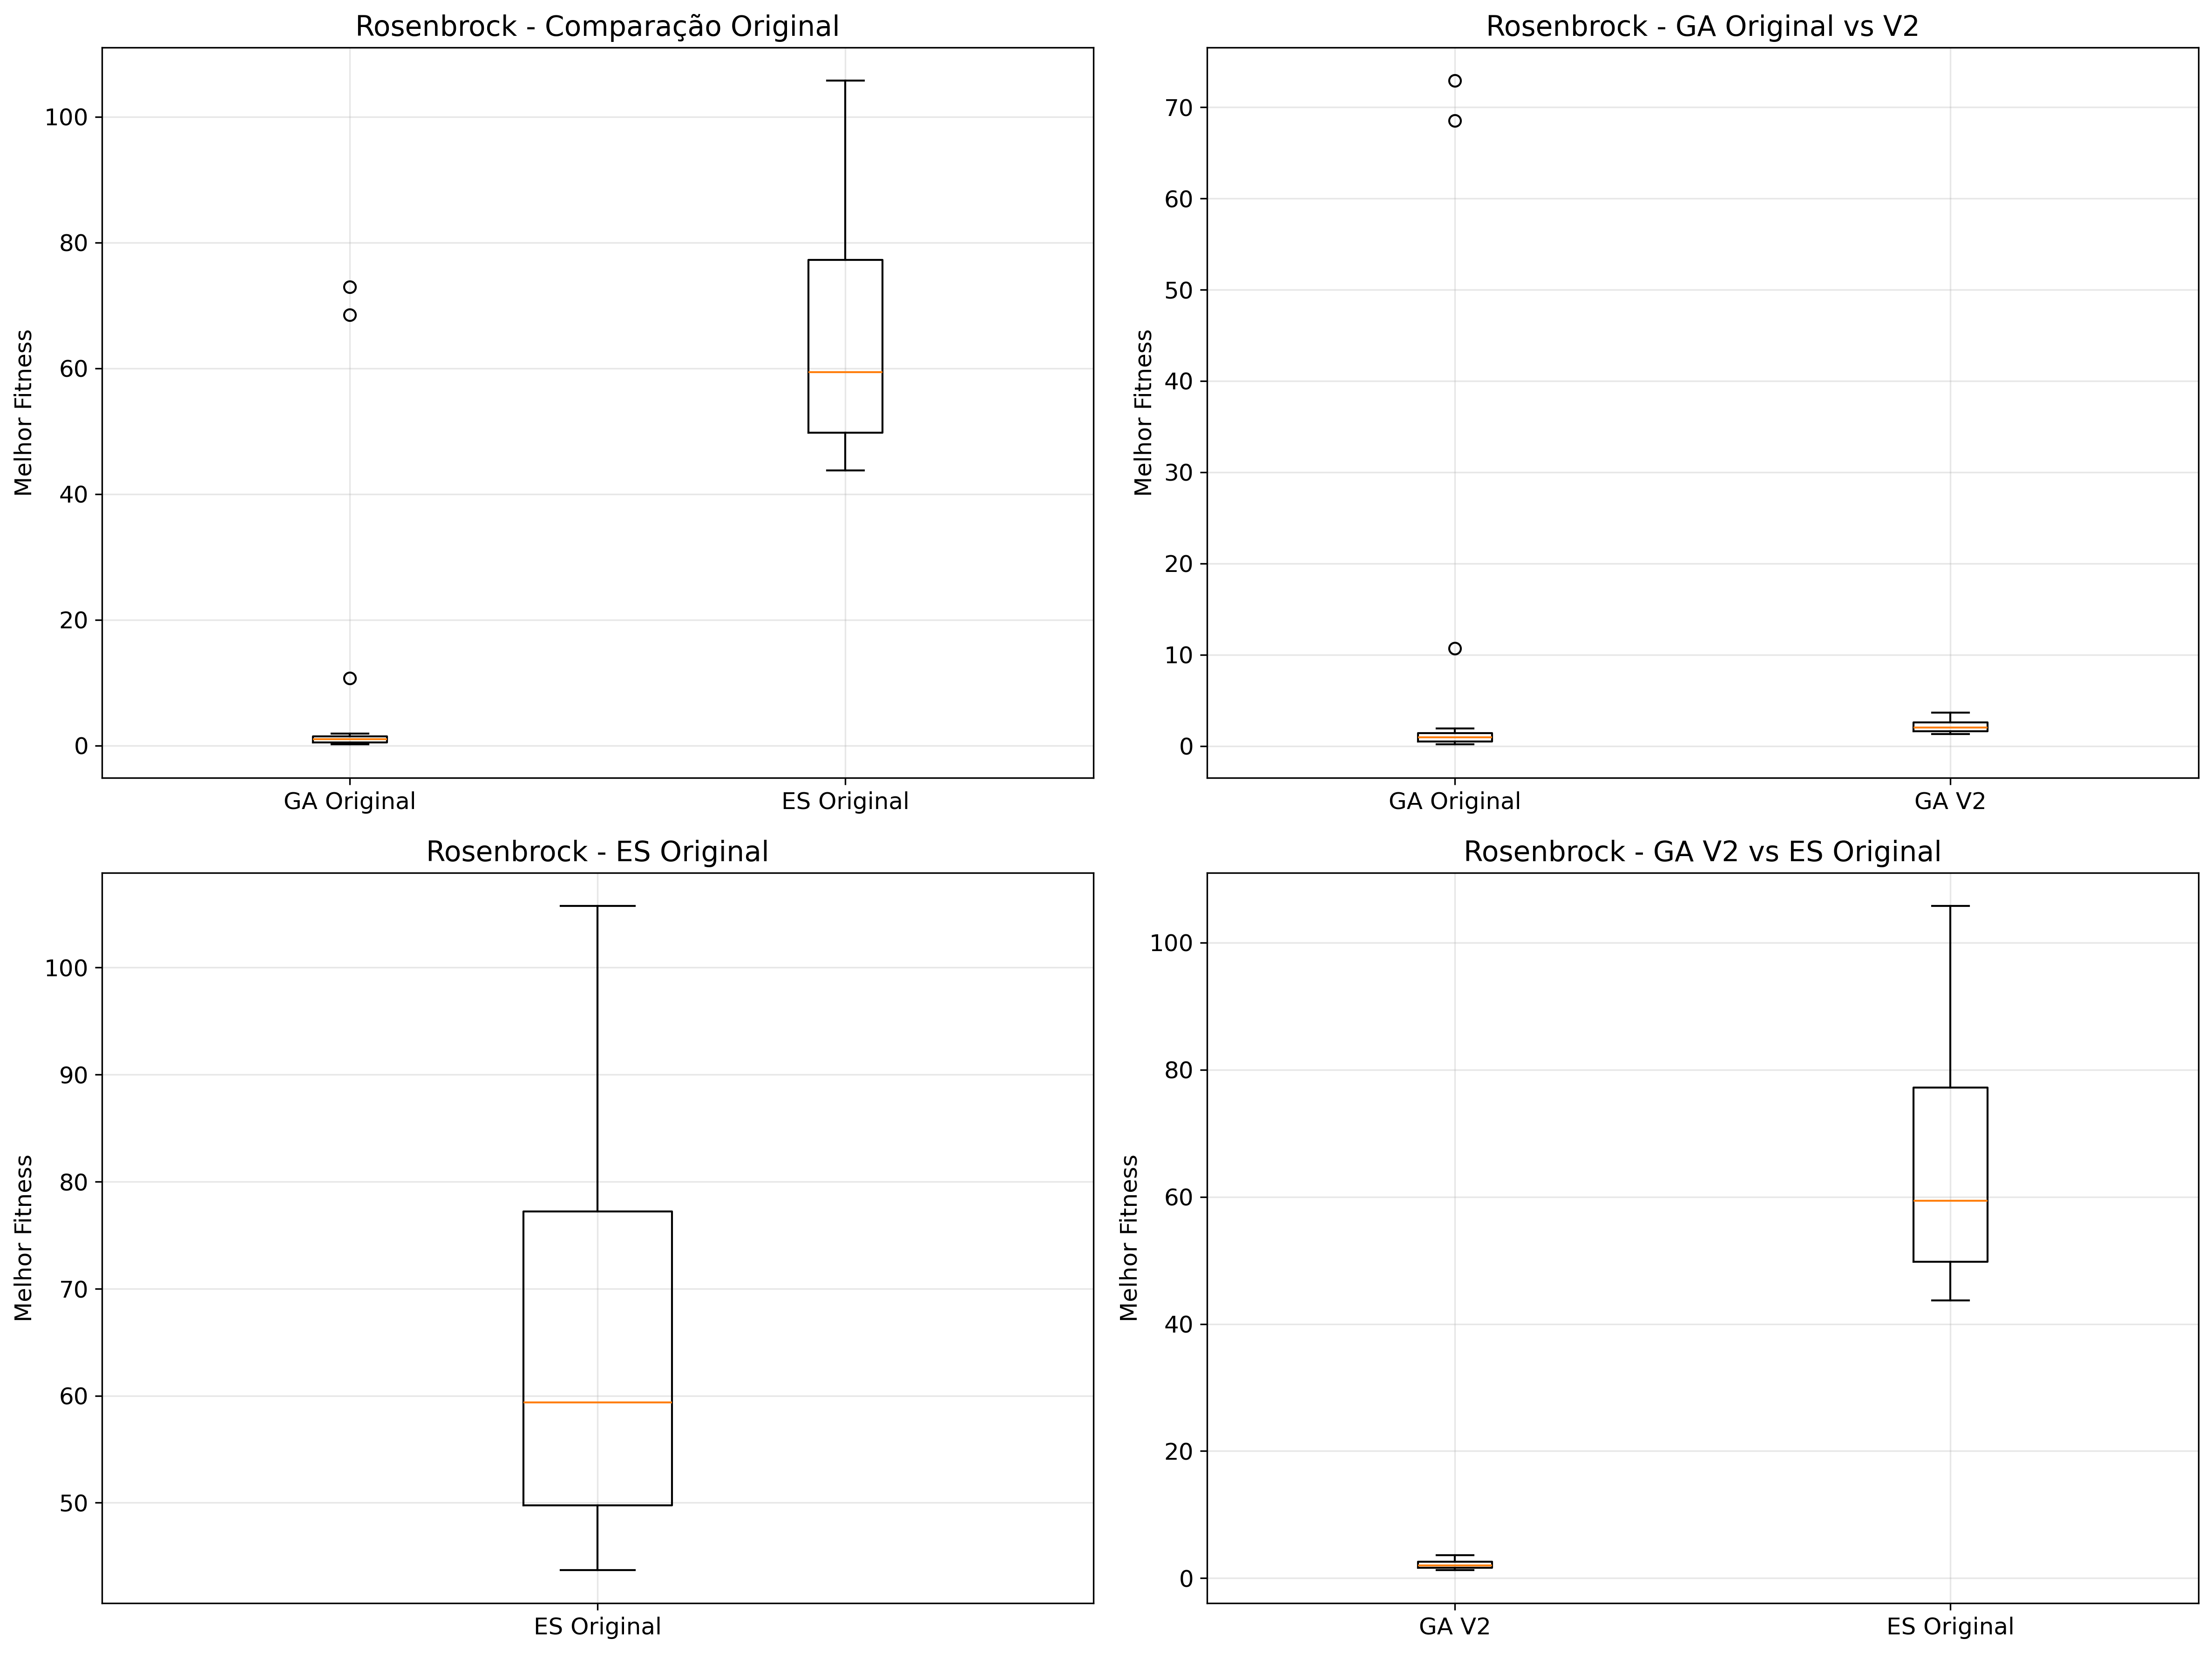 Rosenbrock - Comparação Original
Melhor Fitness
100
80
60
40
20
0
GA Original
ES Original
Rosenbrock - GA Original vs V2
Melhor Fitness
70
60
50
40
30
20
10
0
GA Original
GA V2
Rosenbrock - ES Original
Melhor Fitness
100
90
80
70
60
50
ES Original
Rosenbrock - GA V2 vs ES Original
Melhor Fitness
100
80
60
40
20
0
GA V2
ES Original